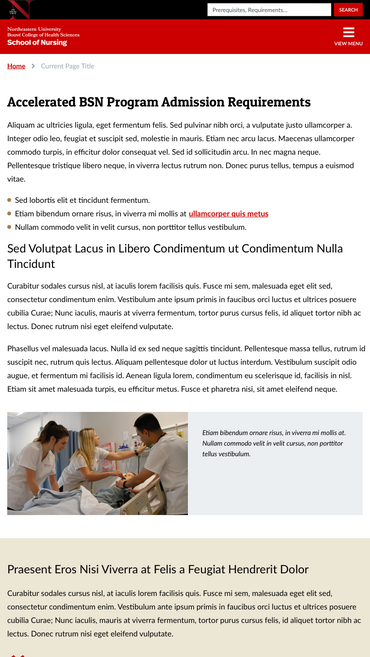 Prerequisites, Requirements, etc.
SEARCH
Northeastern University
Bouvé College of Health Sciences
School of Nursing
VIEW MENU
Home > Current Page Title
Accelerated BSN Program Admission Requirements
Aliquam ac ultricies ligula, eget fermentum felis. Sed pulvinar nibh orci, a vulputate justo ullamcorper a.
Integer odio leo, feugiat et suscipit sed, molestie in mauris. Etiam nec arcu lacus. Maecenas ullamcorper
commodo turpis, in efficitur dolor consequat vel. Sed id sollicitudin arcu. In nec magna neque.
Pellentesque tristique libero neque, in viverra lectus rutrum non. Donec purus tellus, tempus a euismod
vitae.
Sed lobortis elit et tincidunt fermentum.
Etiam bibendum ornare risus, in viverra mi mollis at ullamcorper quis metus
Nullam commodo velit in velit cursus, non porttitor tellus vestibulum.
Sed Volutpat Lacus in Libero Condimentum ut Condimentum Nulla
Tincidunt
Curabitur sodales cursus nisl, at iaculis lorem facilisis quis. Fusce mi sem, malesuada eget elit sed,
consectetur condimentum enim. Vestibulum ante ipsum primis in faucibus orci luctus et ultrices posuere
cubilia Curae; Nunc iaculis, mauris at viverra fermentum, tortor purus cursus felis, id aliquet tortor nibh ac
lectus. Donec rutrum nisi eget eleifend vulputate.
Phasellus vel malesuada lacus. Nulla id ex sed neque sagittis tincidunt. Pellentesque massa tellus, rutrum id
suscipit nec, rutrum quis lectus. Aliquam pellentesque dolor ut luctus interdum. Vestibulum suscipit odio
augue, et fermentum mi facilisis id. Aenean ligula lorem, condimentum eu scelerisque id, facilisis in nisl.
Etiam sit amet malesuada turpis, eu efficitur metus. Fusce et pharetra nisi, sit amet eleifend neque.
Etiam bibendum ornare risus, in viverra mi mollis at.
Nullam commodo velit in velit cursus, non porttitor
tellus vestibulum.
Praesent Eros Nisi Viverra at Felis a Feugiat Hendrerit Dolor
Curabitur sodales cursus nisl, at iaculis lorem facilisis quis. Fusce mi sem, malesuada eget elit sed,
consectetur condimentum enim. Vestibulum ante ipsum primis in faucibus orci luctus et ultrices posuere
cubilia Curae; Nunc iaculis, mauris at viverra fermentum, tortor purus cursus felis, id aliquet tortor nibh ac
lectus. Donec rutrum nisi eget eleifend vulputate.